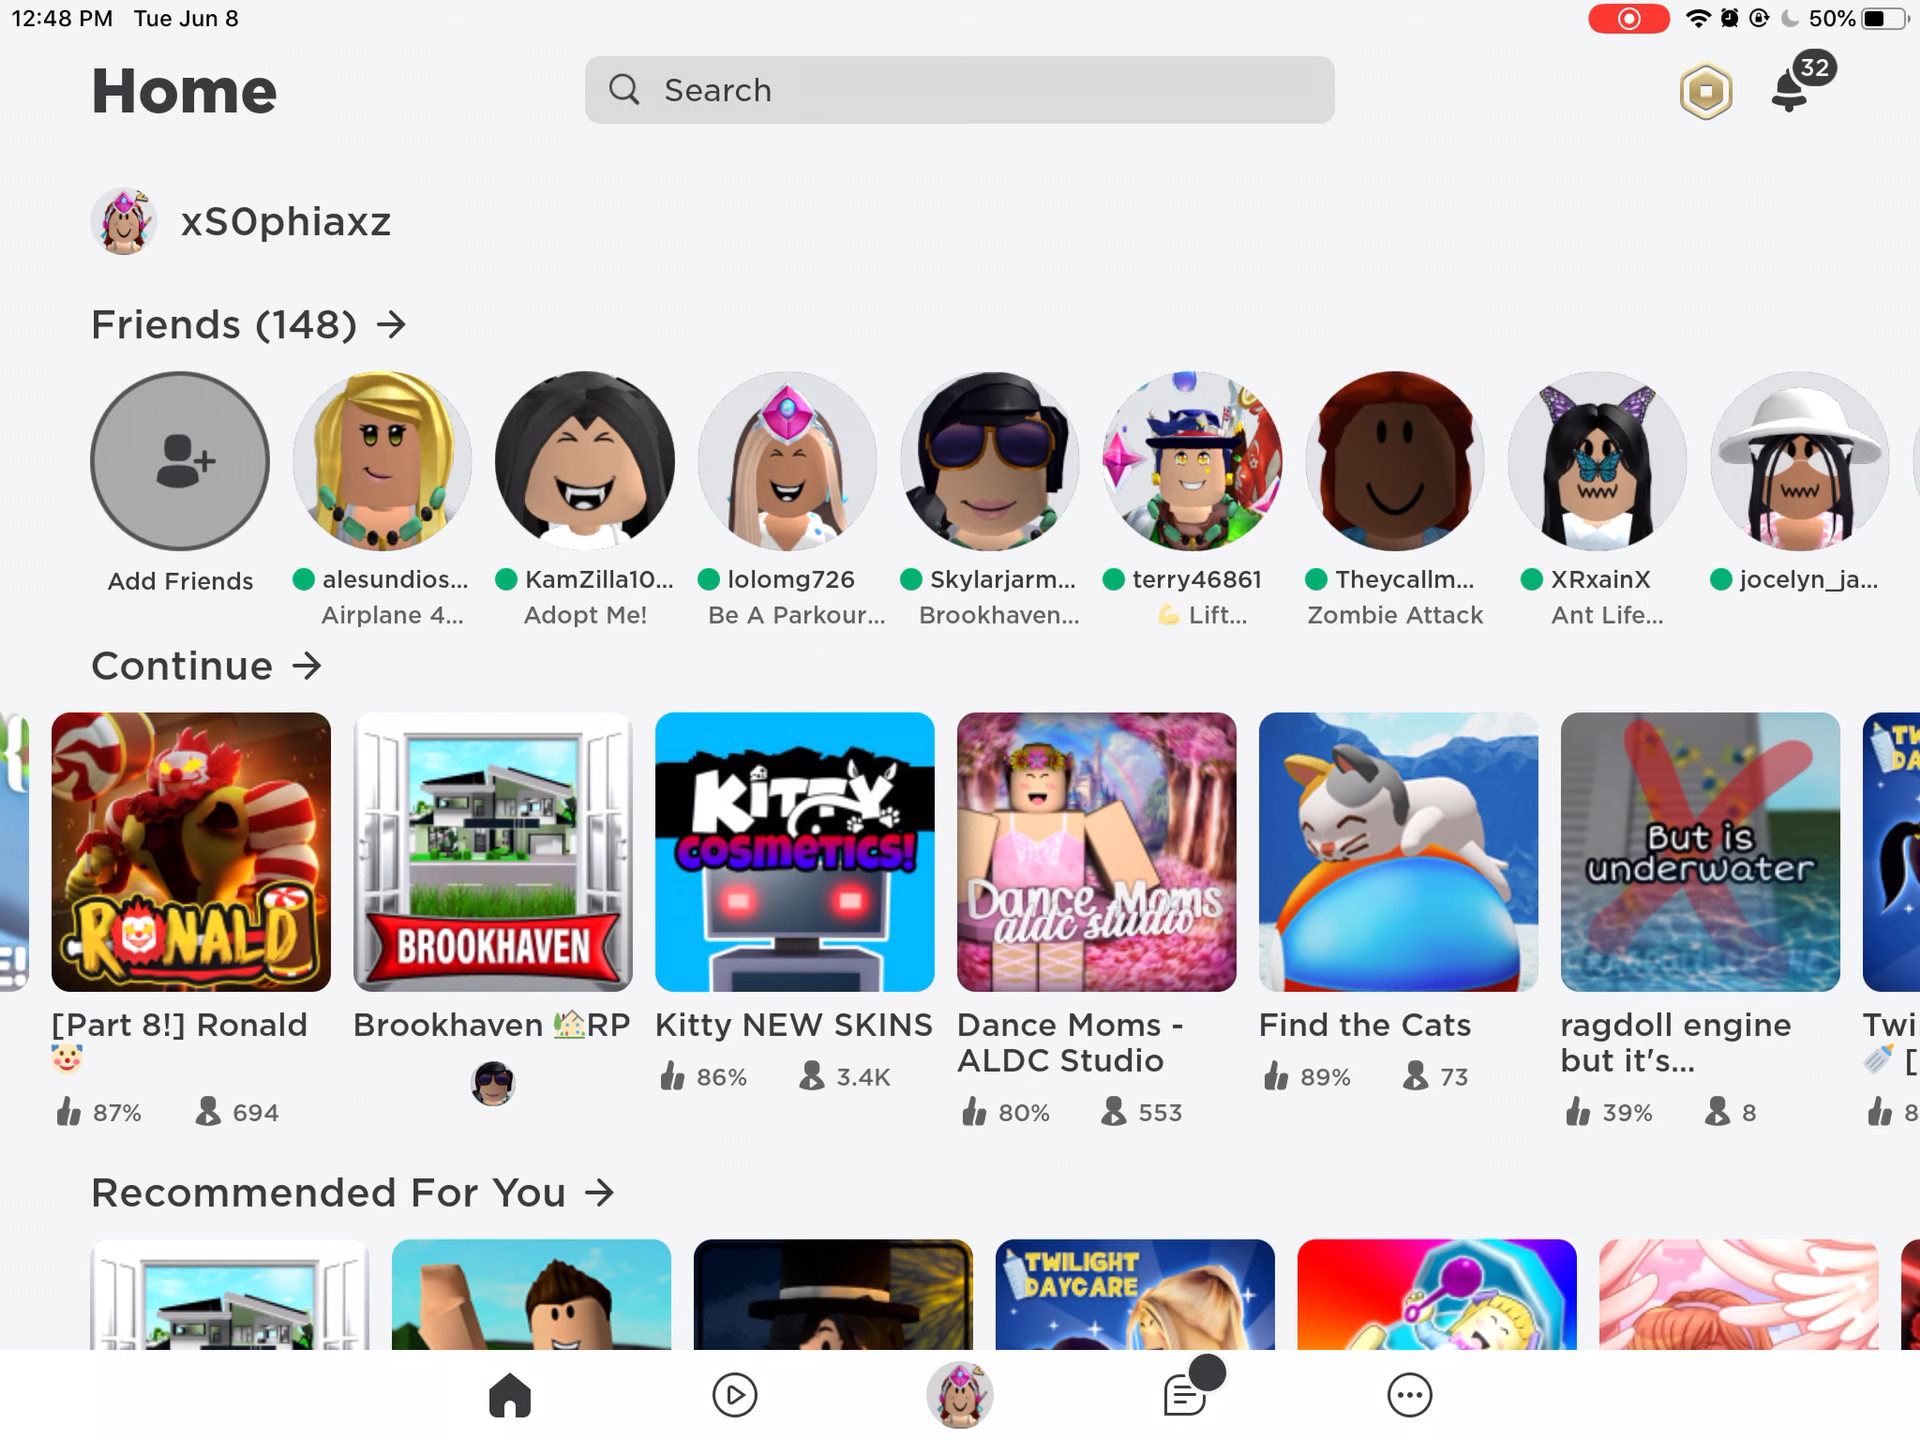 12:48 PM Tue Jun 8
50%
Home
Search
32
xS0phiaxz
Friends (148) →
Add Friends
alesundios...
Airplane 4...
KamZilla10...
Adopt Me!
lolomg726
Be A Parkour...
Skylarjarm...
Brookhaven...
terry46861
💪 Lift...
Theycallm...
Zombie Attack
XRxainX
Ant Life...
jocelyn_ja...
Continue →
E!
RONALD
[Part 8!] Ronald
🤡
87% 694
BROOKHAVEN
Brookhaven 🏡RP
KITTY
COSMETICS!
Kitty NEW SKINS
86% 3.4K
Dance Moms
aldc studio
Dance Moms -
ALDC Studio
80% 553
Find the Cats
89% 73
But is
underwater
ragdoll engine
but it's...
39% 8
TW
DA
Twi
🍼 [
8
Recommended For You →
TWILIGHT
DAYCARE